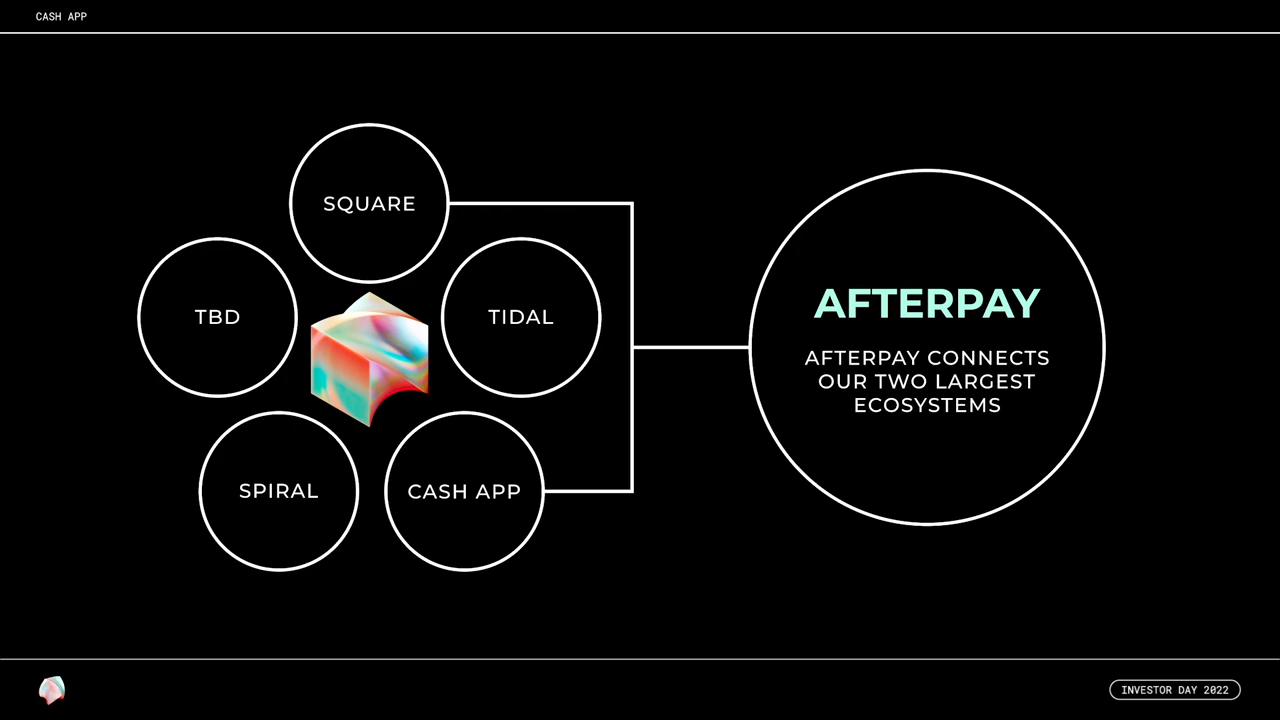 CASH APP
SQUARE
TBD
TIDAL
SPIRAL
CASH APP
AFTERPAY
AFTERPAY CONNECTS
OUR TWO LARGEST
ECOSYSTEMS
INVESTOR DAY 2022